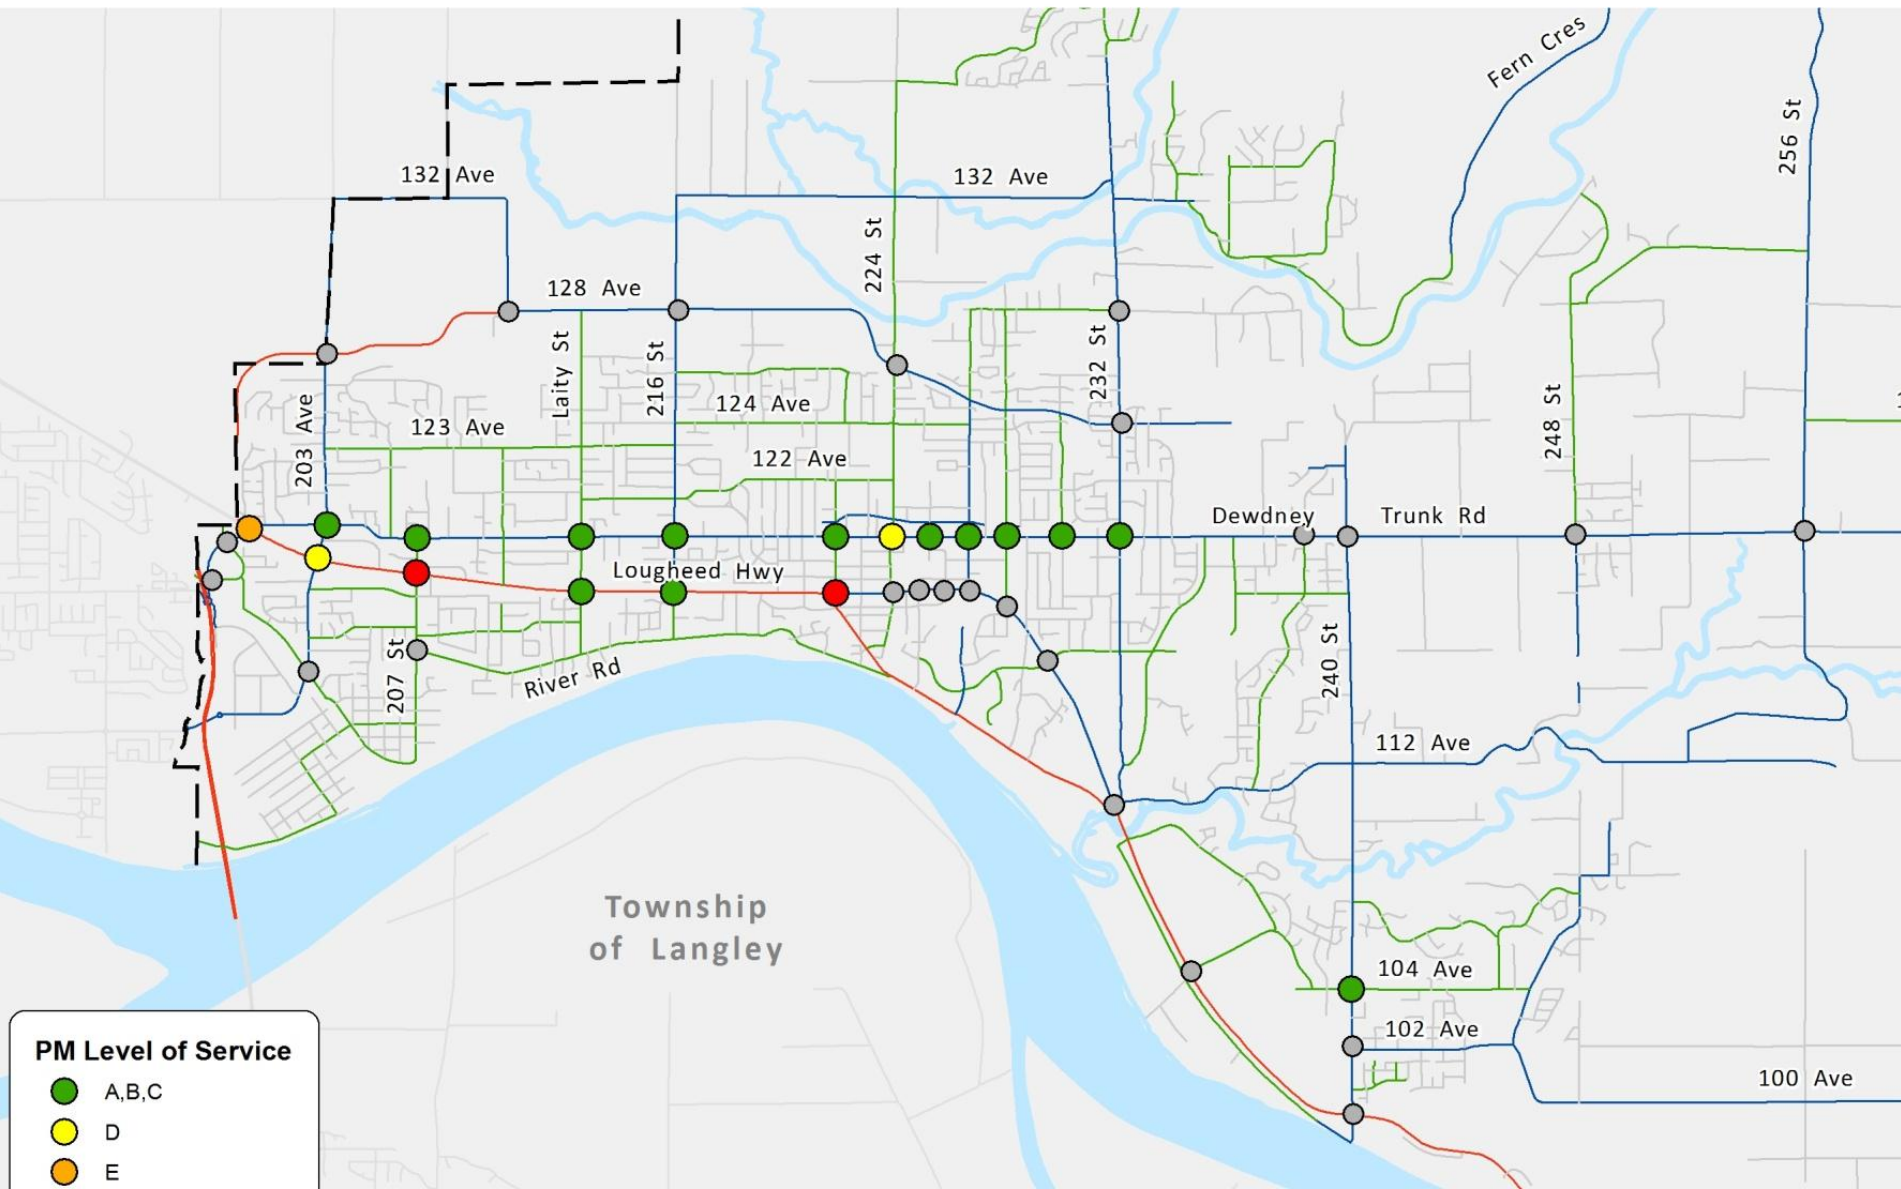 Fern Cres
256 St
132 Ave
132 Ave
224 St
128 Ave
Laity St
216 St
232 St
248 St
203 Ave
124 Ave
123 Ave
122 Ave
Dewdney Trunk Rd
Lougheed Hwy
207 St
River Rd
240 St
112 Ave
Township
of Langley
104 Ave
102 Ave
100 Ave
PM Level of Service
A,B,C
D
E